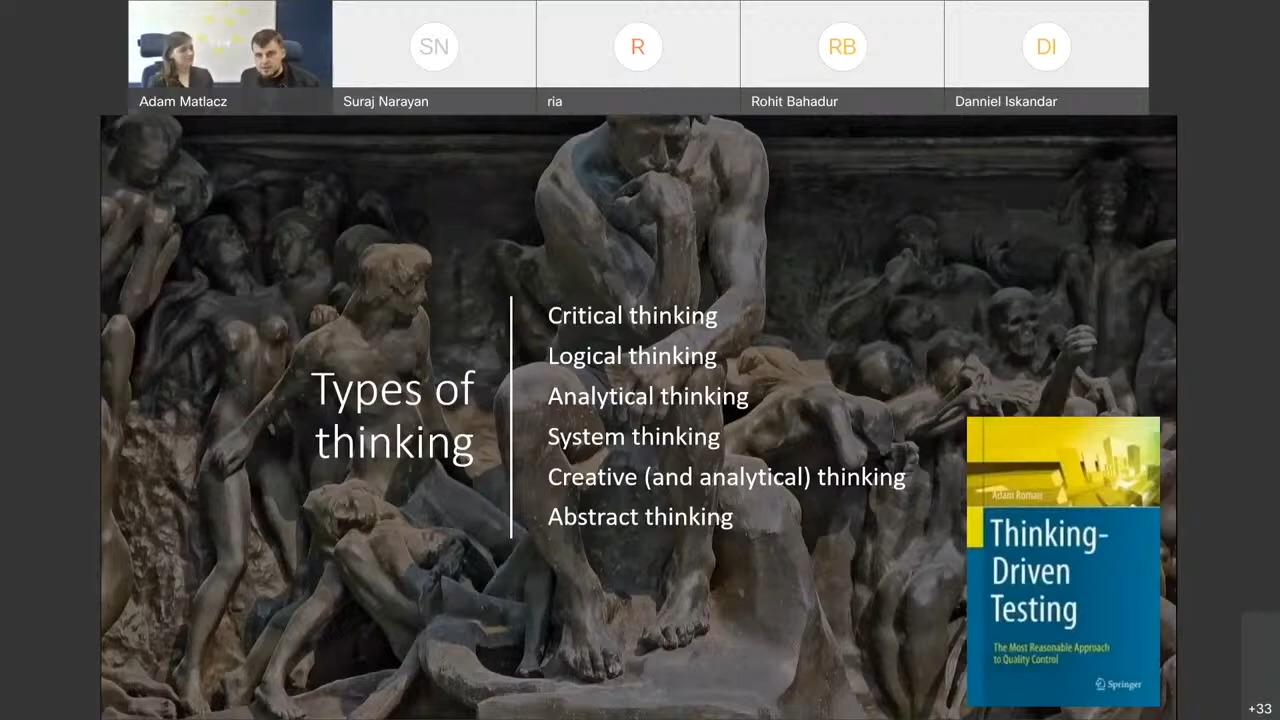 SN
R
RB
DI
Adam Matlacz
Suraj Narayan
ria
Rohit Bahadur
Danniel Iskandar
Types of
thinking
Critical thinking
Logical thinking
Analytical thinking
System thinking
Creative (and analytical) thinking
Abstract thinking
Adam Roman
Thinking-
Driven
Testing
The Most Reasonable Approach
to Quality Control
Springer
+33